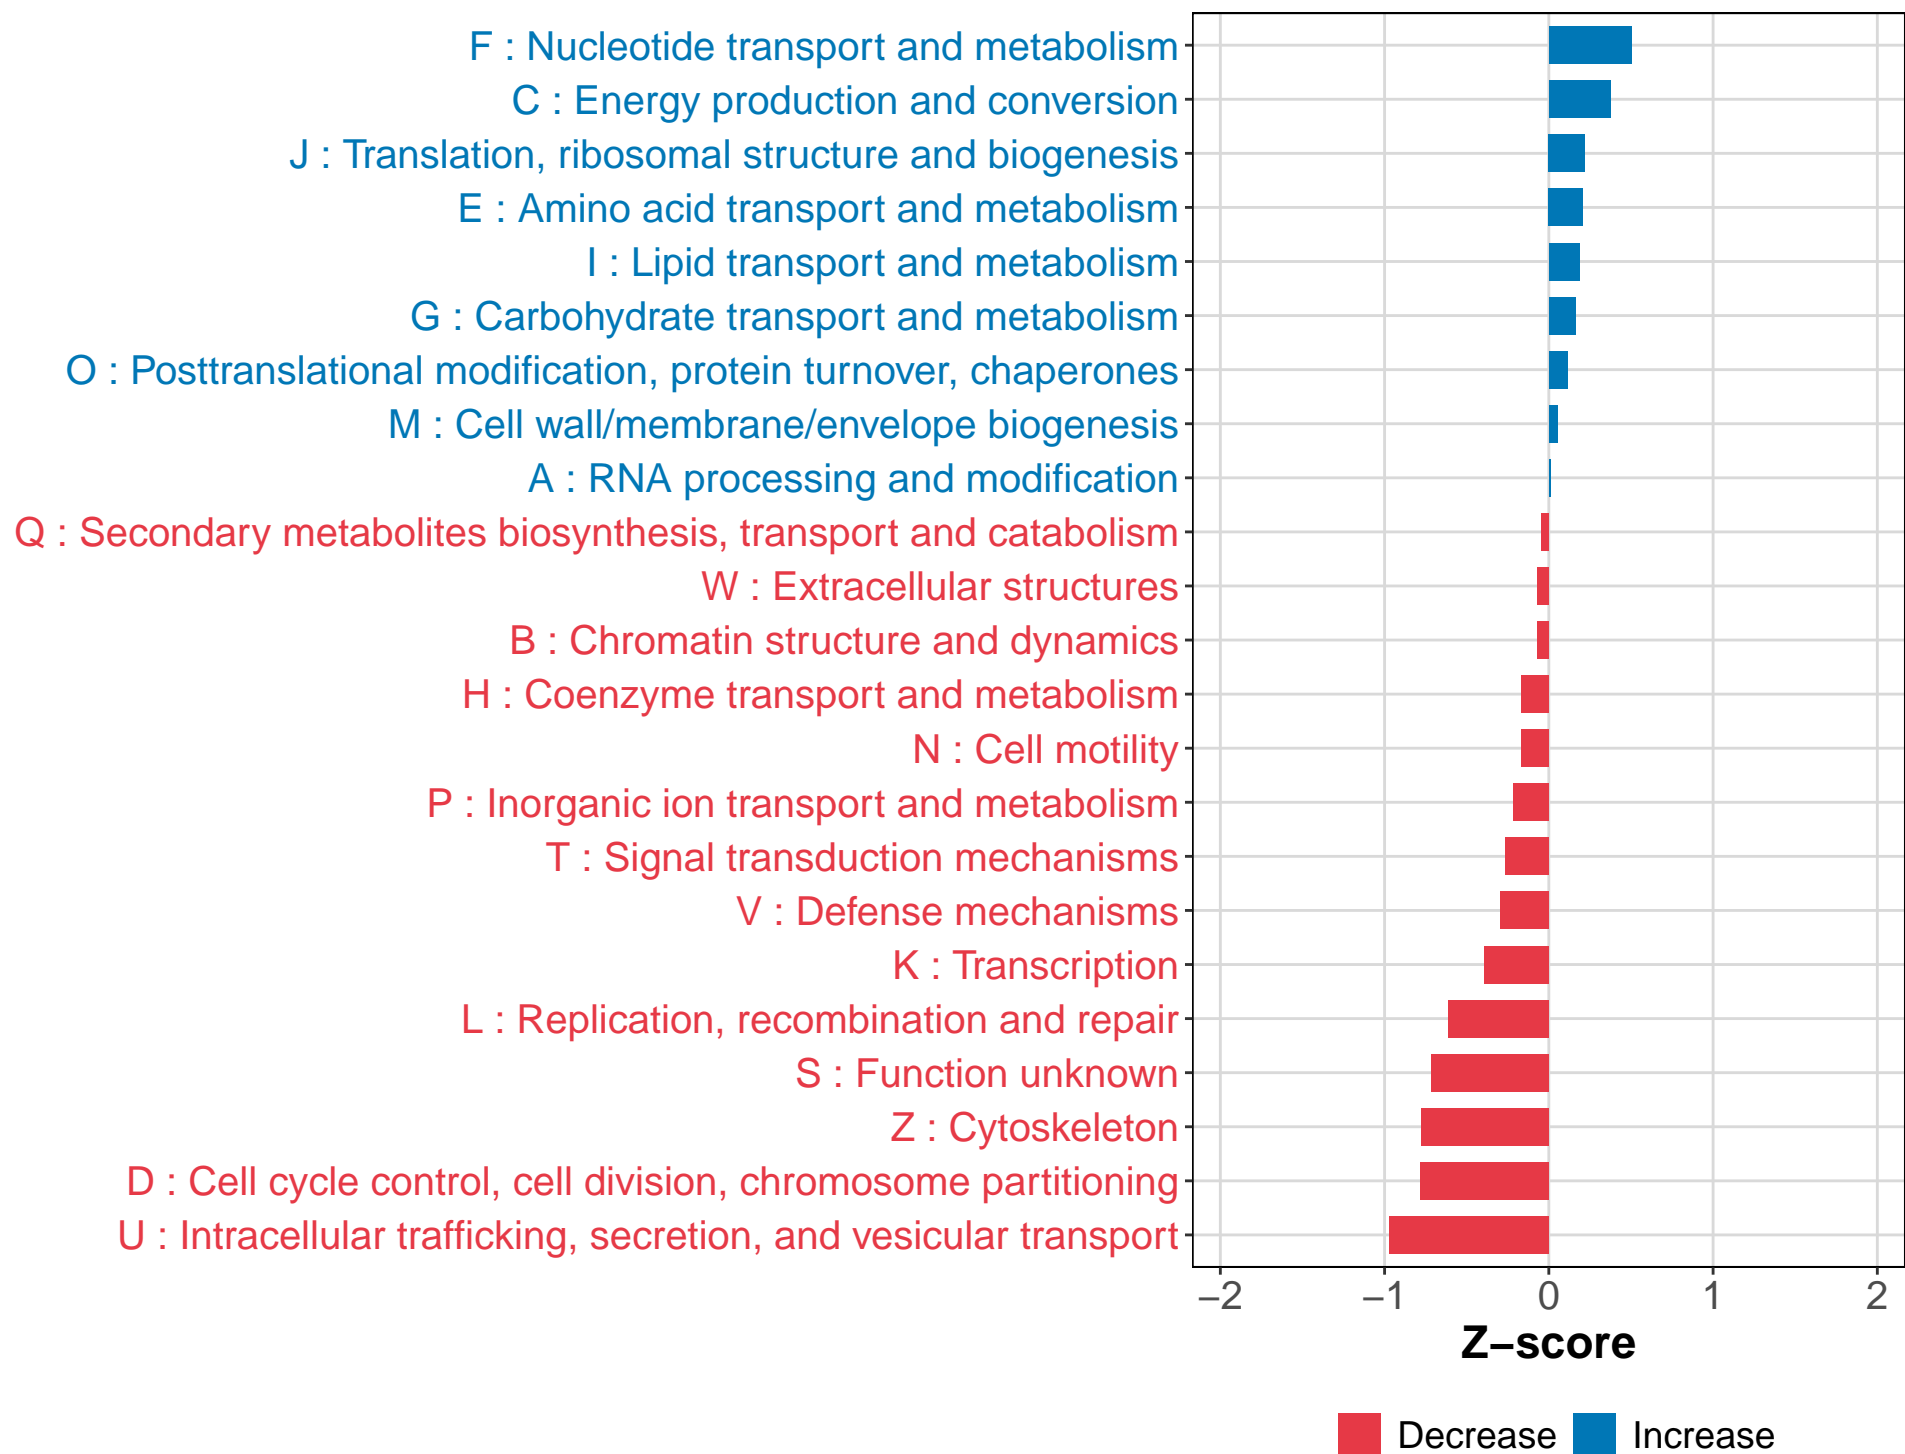 F : Nucleotide transport and metabolism
C : Energy production and conversion
J : Translation, ribosomal structure and biogenesis
E : Amino acid transport and metabolism
I : Lipid transport and metabolism
G : Carbohydrate transport and metabolism
O : Posttranslational modification, protein turnover, chaperones
M : Cell wall/membrane/envelope biogenesis
A : RNA processing and modification
Q : Secondary metabolites biosynthesis, transport and catabolism
W : Extracellular structures
B : Chromatin structure and dynamics
H : Coenzyme transport and metabolism
N : Cell motility
P : Inorganic ion transport and metabolism
T : Signal transduction mechanisms
V : Defense mechanisms
K : Transcription
L : Replication, recombination and repair
S : Function unknown
Z : Cytoskeleton
D : Cell cycle control, cell division, chromosome partitioning
U : Intracellular trafficking, secretion, and vesicular transport
−2 −1 0 1 2
Z−score
Decrease Increase